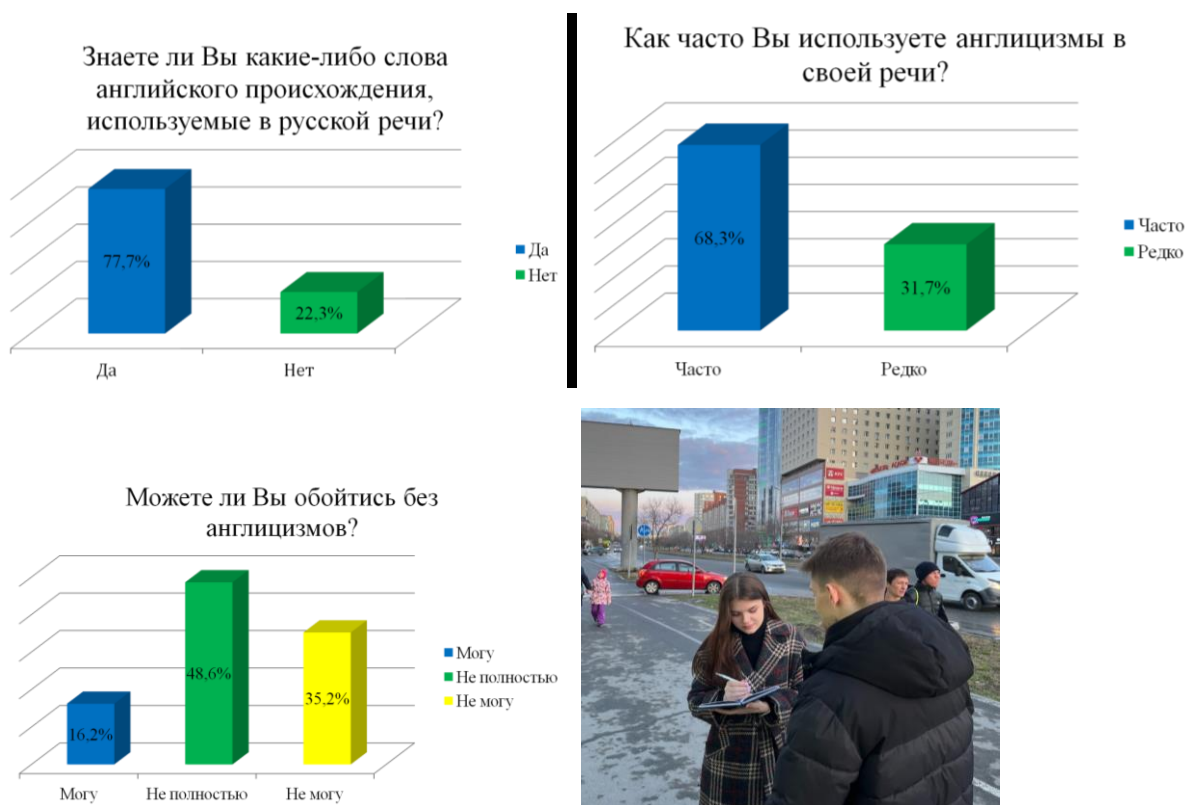 Знаете ли Вы какие-либо слова
английского происхождения,
используемые в русской речи?
77,7%
22,3%
Да
Нет
Да
Нет
Как часто Вы используете англицизмы в
своей речи?
68,3%
31,7%
Часто
Редко
Часто
Редко
Можете ли Вы обойтись без
англицизмов?
16,2%
48,6%
35,2%
Могу
Не полностью
Не могу
Могу
Не полностью
Не могу